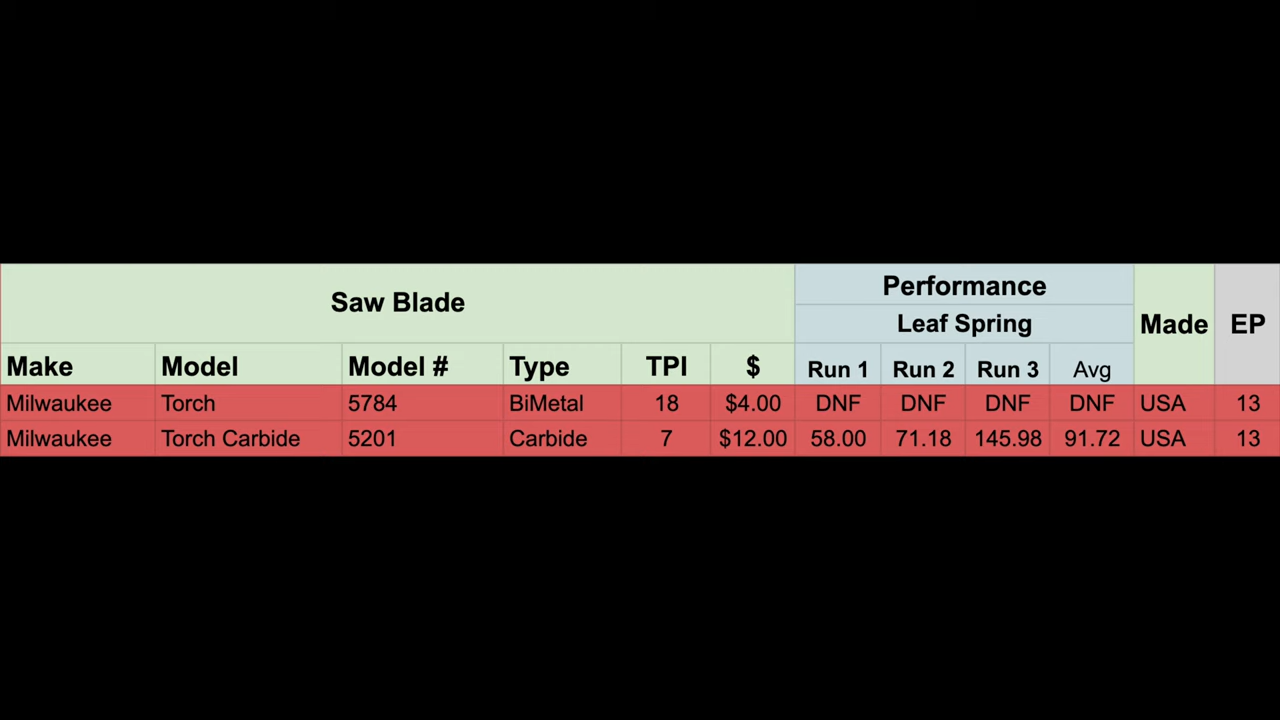 Saw Blade Performance Made EP
Leaf Spring
Make Model Model # Type TPI $ Run 1 Run 2 Run 3 Avg
Milwaukee Torch 5784 BiMetal 18 $4.00 DNF DNF DNF DNF USA 13
Milwaukee Torch Carbide 5201 Carbide 7 $12.00 58.00 71.18 145.98 91.72 USA 13